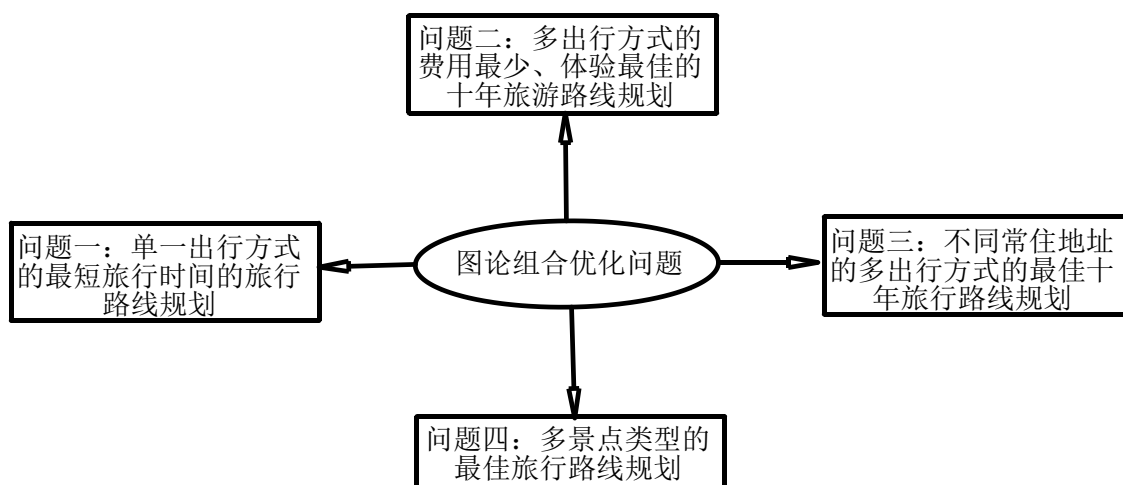 问题二：多出行方式的
费用最少、体验最佳的
十年旅游路线规划
问题一：单一出行方式
的最短旅行时间的旅行
路线规划
图论组合优化问题
问题三：不同常住地址
的多出行方式的最佳十
年旅行路线规划
问题四：多景点类型的
最佳旅行路线规划